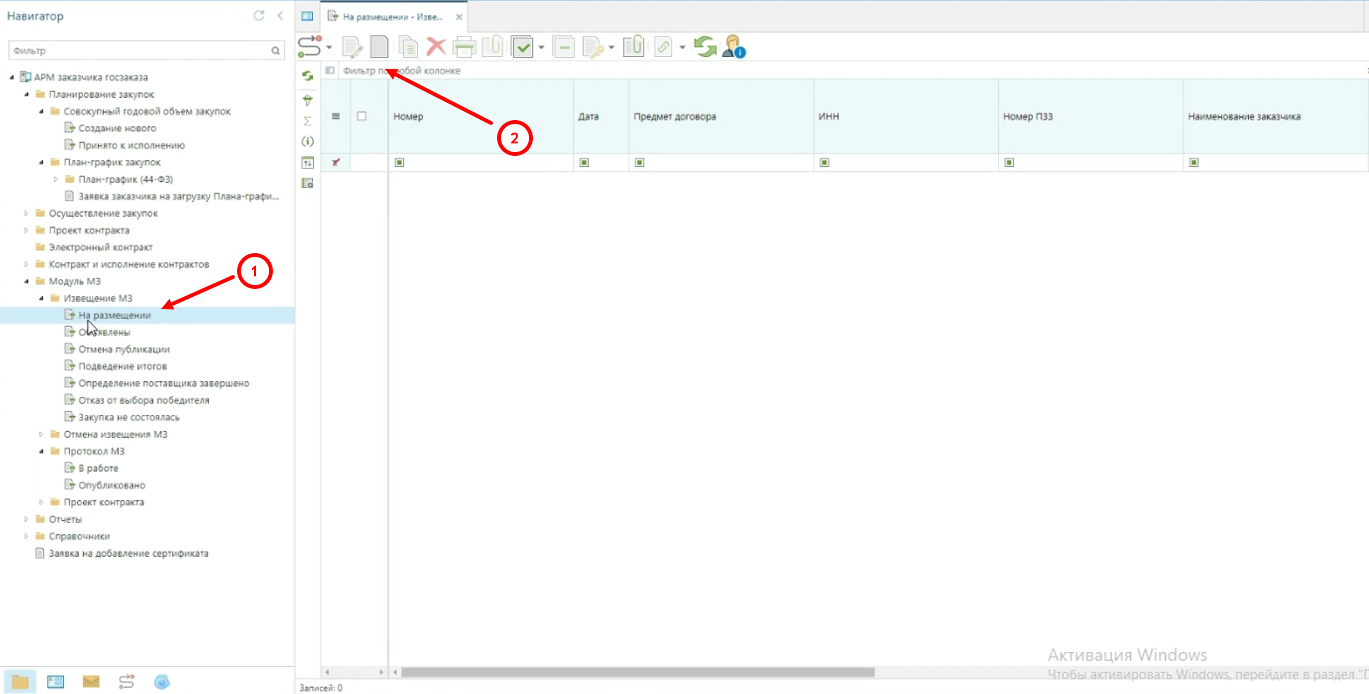 Навигатор
Фильтр
АРМ заказчика госзаказа
Планирование закупок
Совокупный годовой объем закупок
Создание нового
Принято к исполнению
План-график закупок
План-график (44-ФЗ)
Заявка заказчика на загрузку Плана-графи...
Осуществление закупок
Проект контракта
Электронный контракт
Контракт и исполнение контрактов
Модуль МЗ
Извещение МЗ
На размещении
Объявлены
Отмена публикации
Подведение итогов
Определение поставщика завершено
Отказ от выбора победителя
Закупка не состоялась
Отмена извещения МЗ
Протокол МЗ
В работе
Опубликовано
Проект контракта
Отчеты
Справочники
Заявка на добавление сертификата
1
На размещении - Изве...
Фильтр по любой колонке
2
Номер Дата Предмет договора ИНН Номер ПЗЗ Наименование заказчика
Записей: 0
Активация Windows
Чтобы активировать Windows, перейдите в раздел